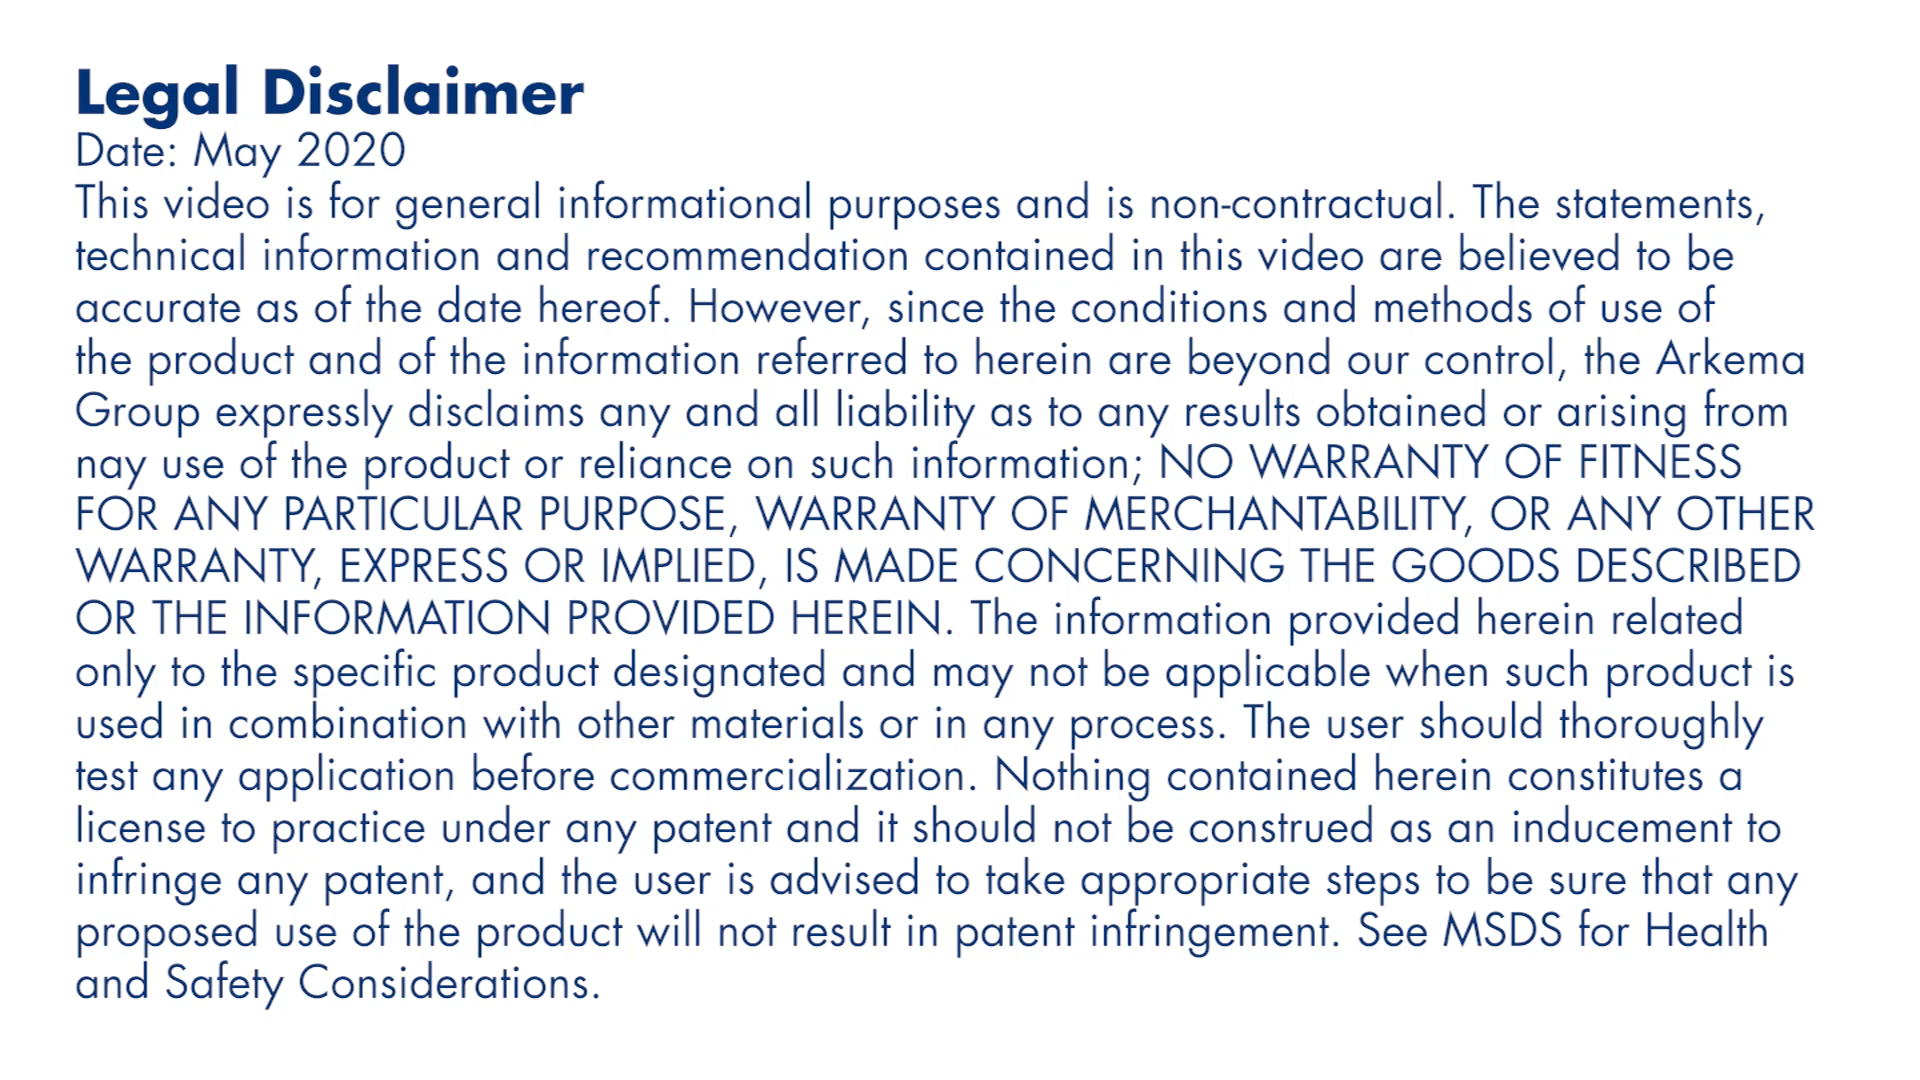 Legal Disclaimer
Date: May 2020
This video is for general informational purposes and is non-contractual. The statements,
technical information and recommendation contained in this video are believed to be
accurate as of the date hereof. However, since the conditions and methods of use of
the product and of the information referred to herein are beyond our control, the Arkema
Group expressly disclaims any and all liability as to any results obtained or arising from
nay use of the product or reliance on such information; NO WARRANTY OF FITNESS
FOR ANY PARTICULAR PURPOSE, WARRANTY OF MERCHANTABILITY, OR ANY OTHER
WARRANTY, EXPRESS OR IMPLIED, IS MADE CONCERNING THE GOODS DESCRIBED
OR THE INFORMATION PROVIDED HEREIN. The information provided herein related
only to the specific product designated and may not be applicable when such product is
used in combination with other materials or in any process. The user should thoroughly
test any application before commercialization. Nothing contained herein constitutes a
license to practice under any patent and it should not be construed as an inducement to
infringe any patent, and the user is advised to take appropriate steps to be sure that any
proposed use of the product will not result in patent infringement. See MSDS for Health
and Safety Considerations.